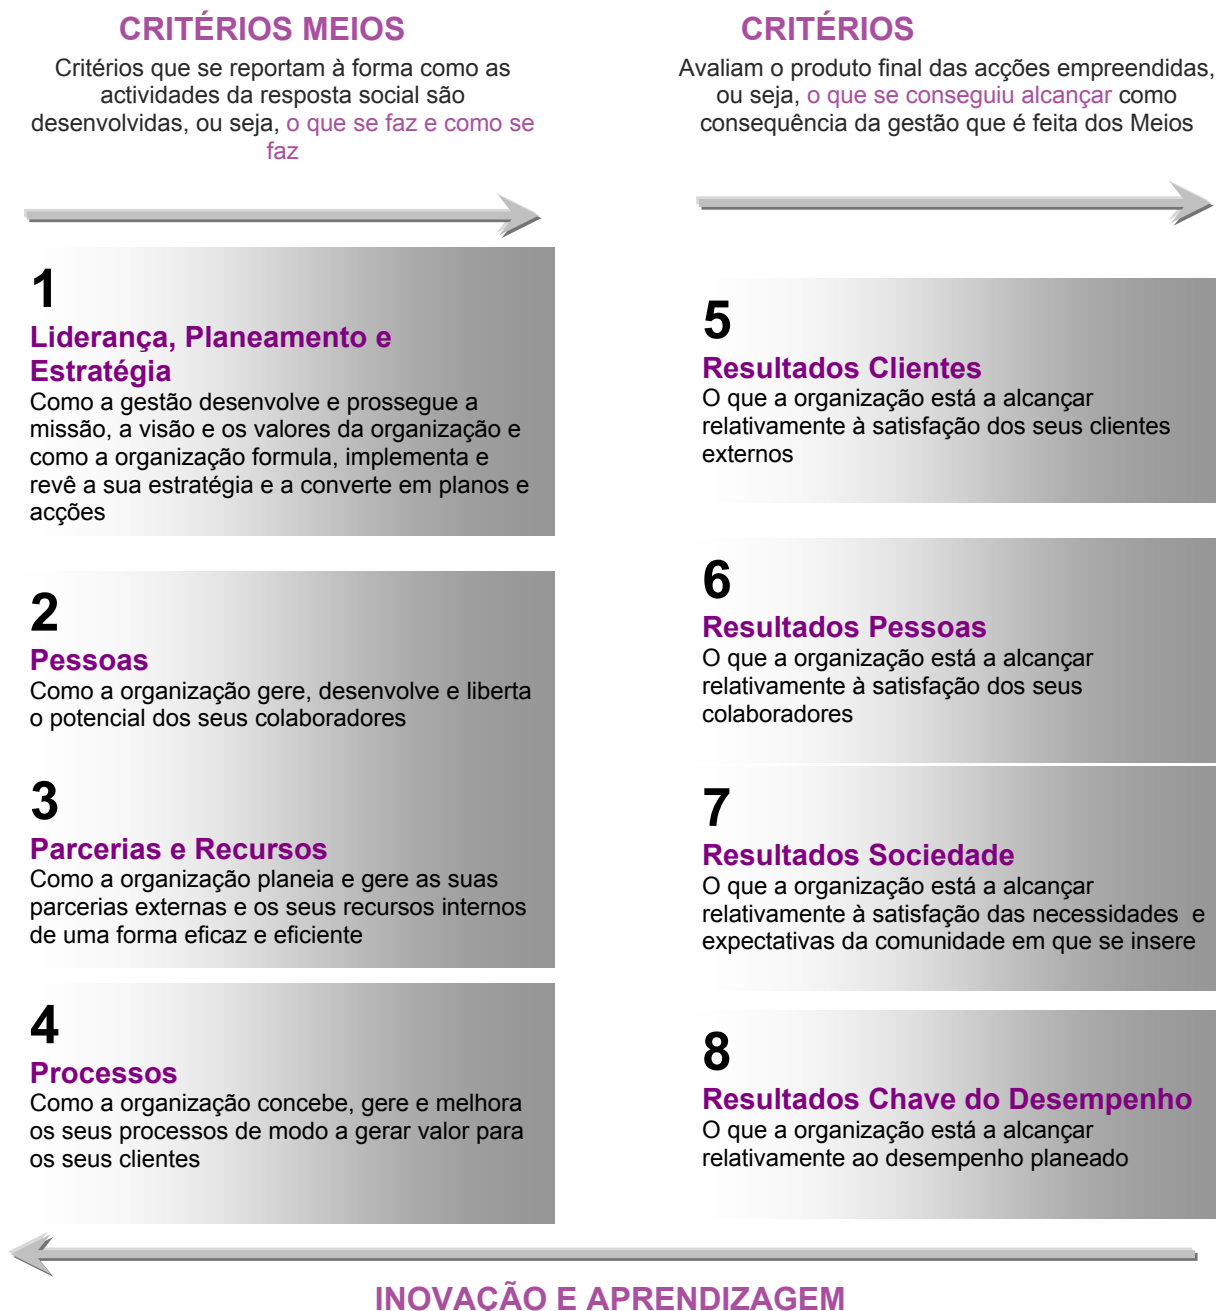 CRITÉRIOS MEIOS
Critérios que se reportam à forma como as
actividades da resposta social são
desenvolvidas, ou seja, o que se faz e como se
faz
1
Liderança, Planeamento e
Estratégia
Como a gestão desenvolve e prossegue a
missão, a visão e os valores da organização e
como a organização formula, implementa e
revê a sua estratégia e a converte em planos e
acções
2
Pessoas
Como a organização gere, desenvolve e liberta
o potencial dos seus colaboradores
3
Parcerias e Recursos
Como a organização planeia e gere as suas
parcerias externas e os seus recursos internos
de uma forma eficaz e eficiente
4
Processos
Como a organização concebe, gere e melhora
os seus processos de modo a gerar valor para
os seus clientes
CRITÉRIOS
Avaliam o produto final das acções empreendidas,
ou seja, o que se conseguiu alcançar como
consequência da gestão que é feita dos Meios
5
Resultados Clientes
O que a organização está a alcançar
relativamente à satisfação dos seus clientes
externos
6
Resultados Pessoas
O que a organização está a alcançar
relativamente à satisfação dos seus
colaboradores
7
Resultados Sociedade
O que a organização está a alcançar
relativamente à satisfação das necessidades e
expectativas da comunidade em que se insere
8
Resultados Chave do Desempenho
O que a organização está a alcançar
relativamente ao desempenho planeado
INOVAÇÃO E APRENDIZAGEM